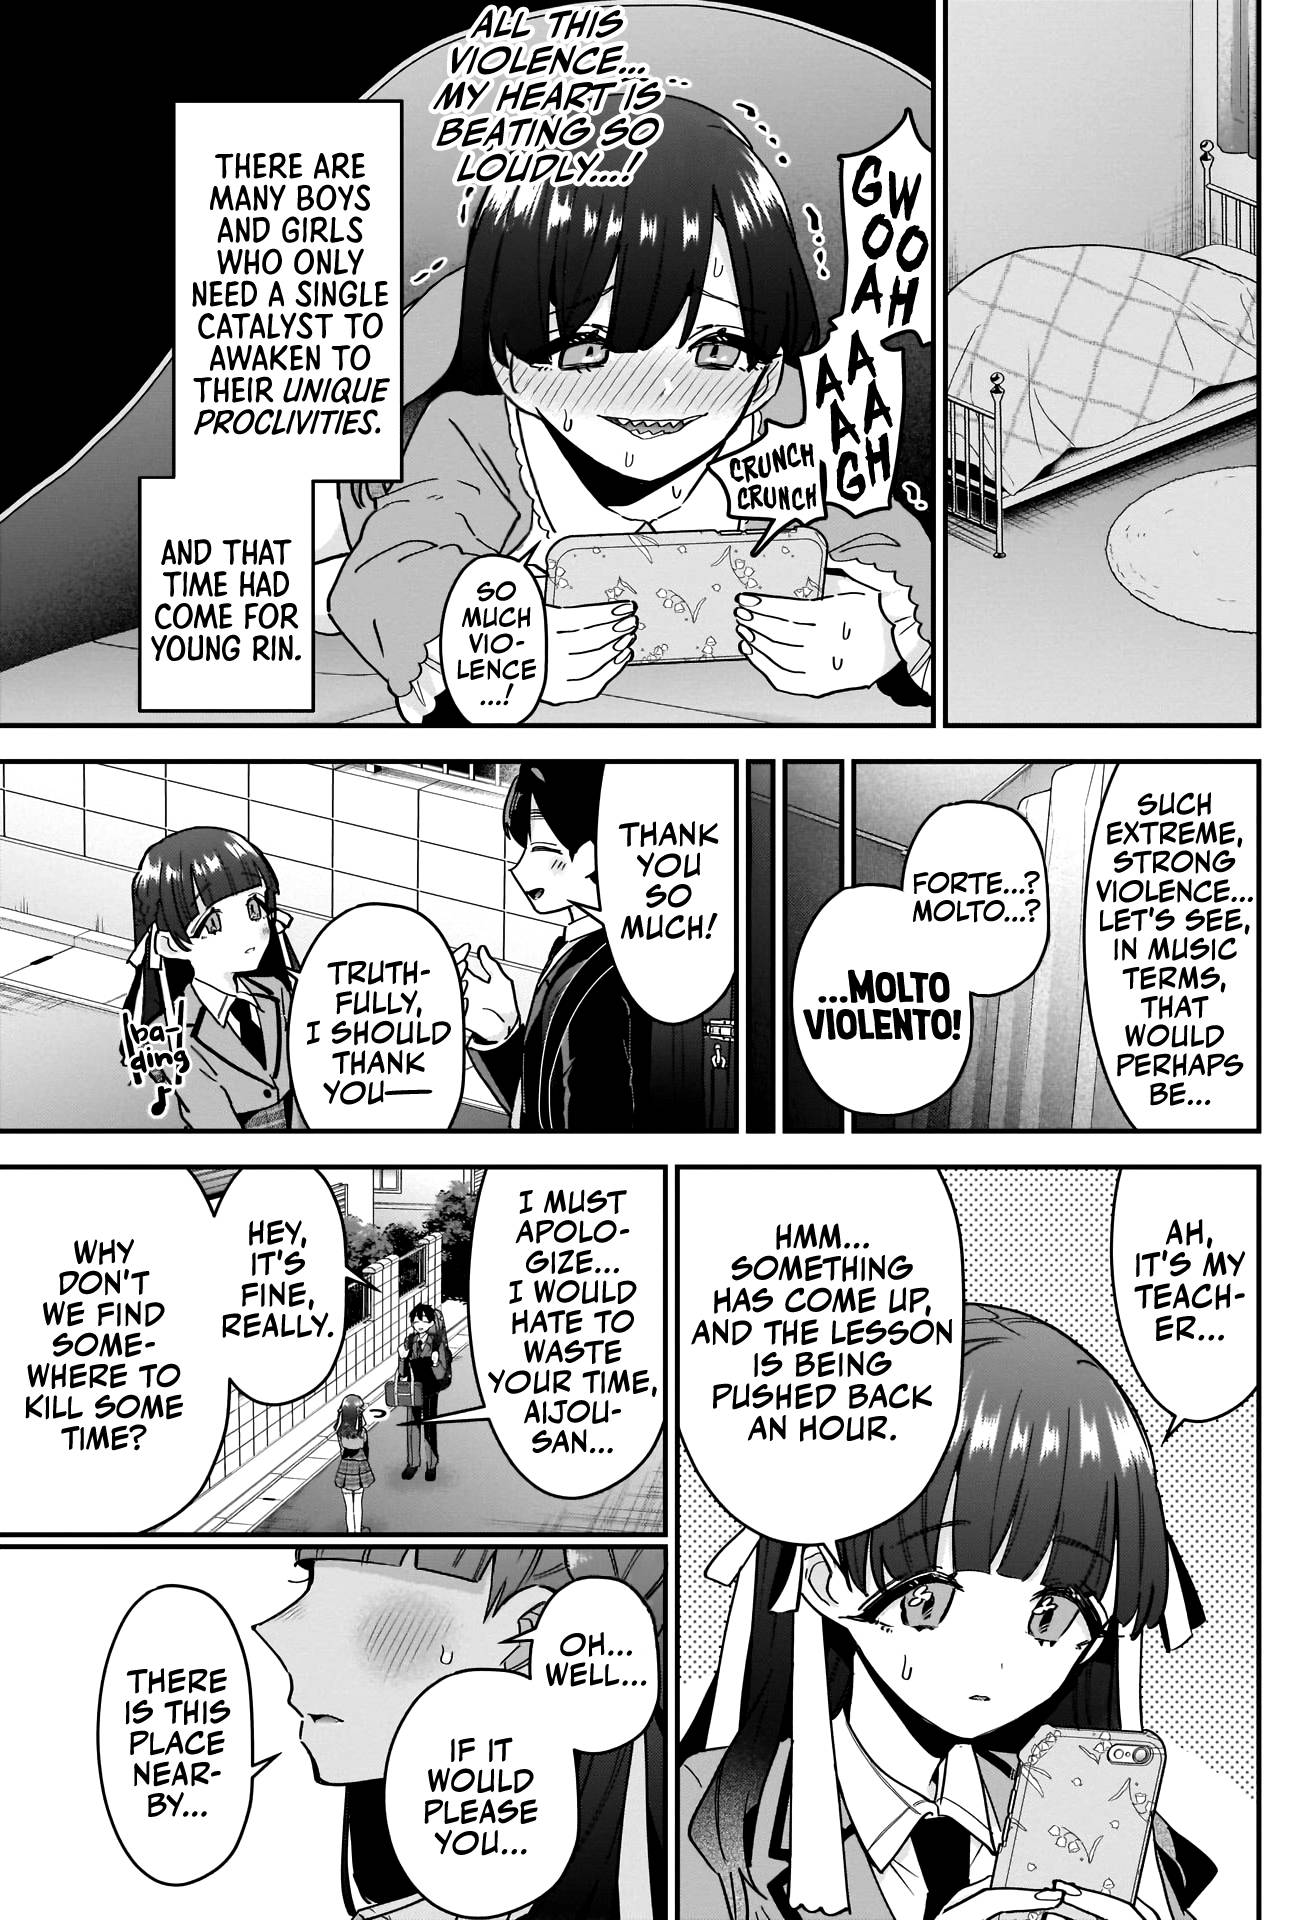 GWOOH
GOOAAAAAAAGH
CRUNCH
CRUNCH
ALL THIS
VIOLENCE...
MY HEART IS
BEATING SO
LOUDLY...!
SO
MUCH
VIO-
LENCE
...!
THERE ARE
MANY BOYS
AND GIRLS
WHO ONLY
NEED A SINGLE
CATALYST TO
AWAKEN TO
THEIR UNIQUE
PROCLIVITIES.
AND THAT
TIME HAD
COME FOR
YOUNG RIN.
SUCH
EXTREME,
STRONG
VIOLENCE...
LET'S SEE,
IN MUSIC
TERMS,
THAT
WOULD
PERHAPS
BE...
FORTE...?
MOLTO...?
...MOLTO
VIOLENTO!
THANK
YOU
SO
MUCH!
TRUTH-
FULLY,
I SHOULD
THANK
YOU—
ba-
ding
AH,
IT'S MY
TEACH-
ER...
HMM...
SOMETHING
HAS COME UP,
AND THE LESSON
IS BEING
PUSHED BACK
AN HOUR.
I MUST
APOLO-
GIZE...
I WOULD
HATE TO
WASTE
YOUR TIME,
AIJOU-
SAN...
HEY,
IT'S
FINE,
REALLY.
WHY
DON'T
WE FIND
SOME-
WHERE TO
KILL SOME
TIME?
OH...
WELL...
IF IT
WOULD
PLEASE
YOU...
THERE
IS THIS
PLACE
NEAR-
BY...